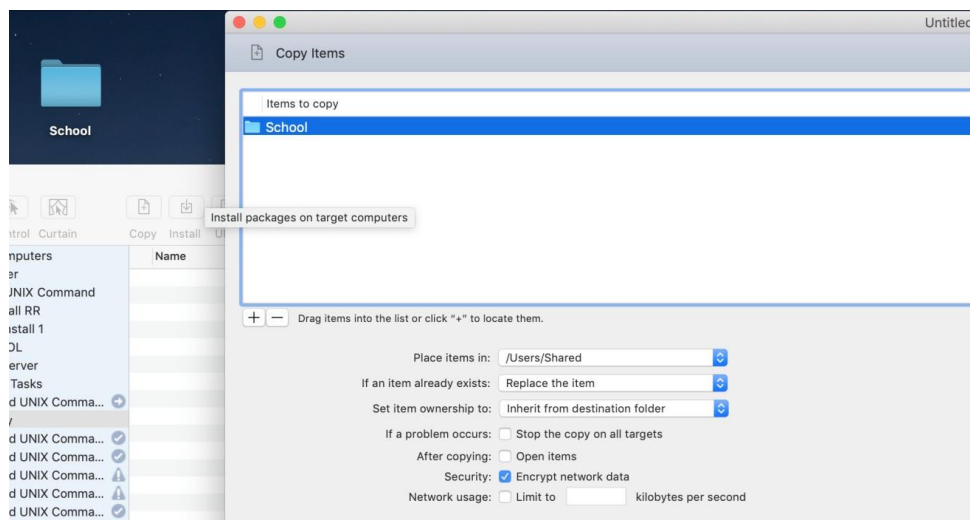 Untitled
Copy Items
Items to copy
School
School
Install packages on target computers
ntrol Curtain Copy Install
Name
mputers
er
UNIX Command
all RR
nstall 1
OL
erver
Tasks
d UNIX Comma...
y
d UNIX Comma...
d UNIX Comma...
d UNIX Comma...
d UNIX Comma...
d UNIX Comma...
+ − Drag items into the list or click "+" to locate them.
Place items in: /Users/Shared
If an item already exists: Replace the item
Set item ownership to: Inherit from destination folder
If a problem occurs: Stop the copy on all targets
After copying: Open items
Security: Encrypt network data
Network usage: Limit to kilobytes per second